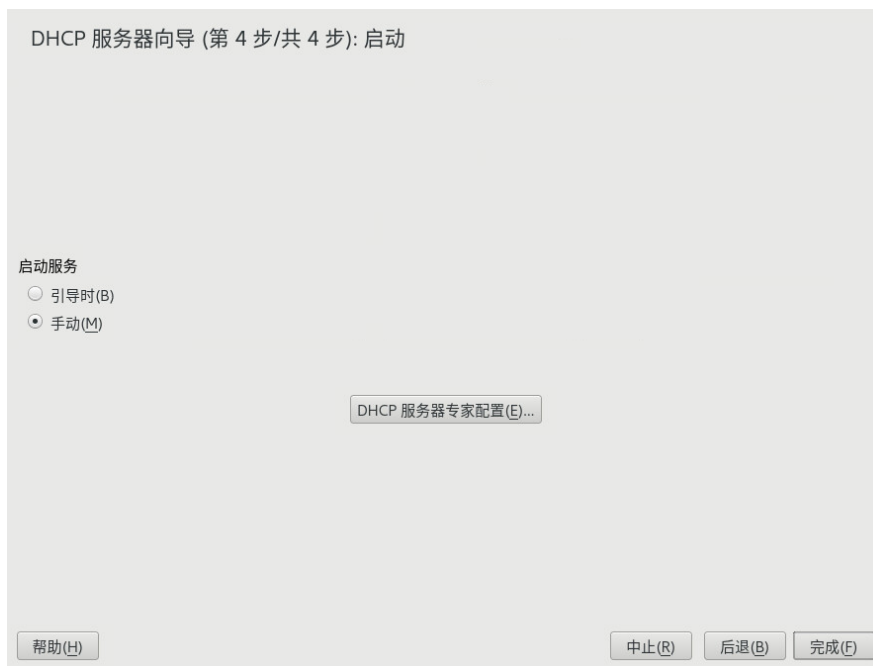 DHCP 服务器向导 (第 4 步/共 4 步): 启动
启动服务
引导时(B)
手动(M)
DHCP 服务器专家配置(E)...
帮助(H)
中止(R)
后退(B)
完成(F)